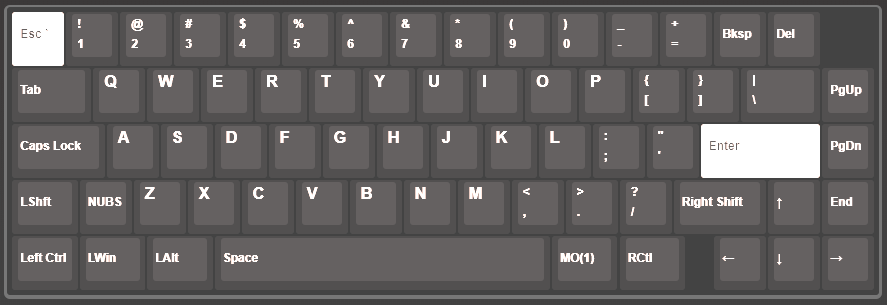 Esc ` ! 1 @ 2 # 3 $ 4 % 5 ^ 6 & 7 * 8 ( 9 ) 0 _ - + = Bksp Del
Tab Q W E R T Y U I O P { [ } ] | \ PgUp
Caps Lock A S D F G H J K L : ; " ' Enter PgDn
LShft NUBS Z X C V B N M < , > . ? / Right Shift ↑ End
Left Ctrl LWin LAlt Space MO(1) RCtl ← ↓ →